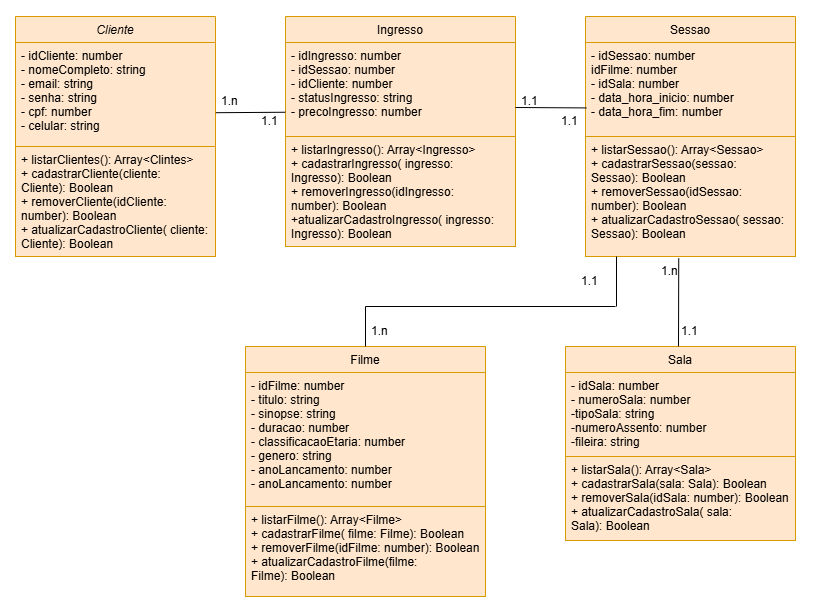 Cliente
- idCliente: number
- nomeCompleto: string
- email: string
- senha: string
- cpf: number
- celular: string
+ listarClientes(): Array<Clintes>
+ cadastrarCliente(cliente:
Cliente): Boolean
+ removerCliente(idCliente:
number): Boolean
+ atualizarCadastroCliente( cliente:
Cliente): Boolean
1.n
1.1
Ingresso
- idIngresso: number
- idSessao: number
- idCliente: number
- statusIngresso: string
- precoIngresso: number
+ listarIngresso(): Array<Ingresso>
+ cadastrarIngresso( ingresso:
Ingresso): Boolean
+ removerIngresso(idIngresso:
number): Boolean
+atualizarCadastroIngresso( ingresso:
Ingresso): Boolean
1.1
1.1
Sessao
- idSessao: number
idFilme: number
- idSala: number
- data_hora_inicio: number
- data_hora_fim: number
+ listarSessao(): Array<Sessao>
+ cadastrarSessao(sessao:
Sessao): Boolean
+ removerSessao(idSessao:
number): Boolean
+ atualizarCadastroSessao( sessao:
Sessao): Boolean
1.1
1.n
1.n
1.1
Filme
- idFilme: number
- titulo: string
- sinopse: string
- duracao: number
- classificacaoEtaria: number
- genero: string
- anoLancamento: number
- anoLancamento: number
+ listarFilme(): Array<Filme>
+ cadastrarFilme( filme: Filme): Boolean
+ removerFilme(idFilme: number): Boolean
+ atualizarCadastroFilme(filme:
Filme): Boolean
Sala
- idSala: number
- numeroSala: number
-tipoSala: string
-numeroAssento: number
-fileira: string
+ listarSala(): Array<Sala>
+ cadastrarSala(sala: Sala): Boolean
+ removerSala(idSala: number): Boolean
+ atualizarCadastroSala( sala:
Sala): Boolean